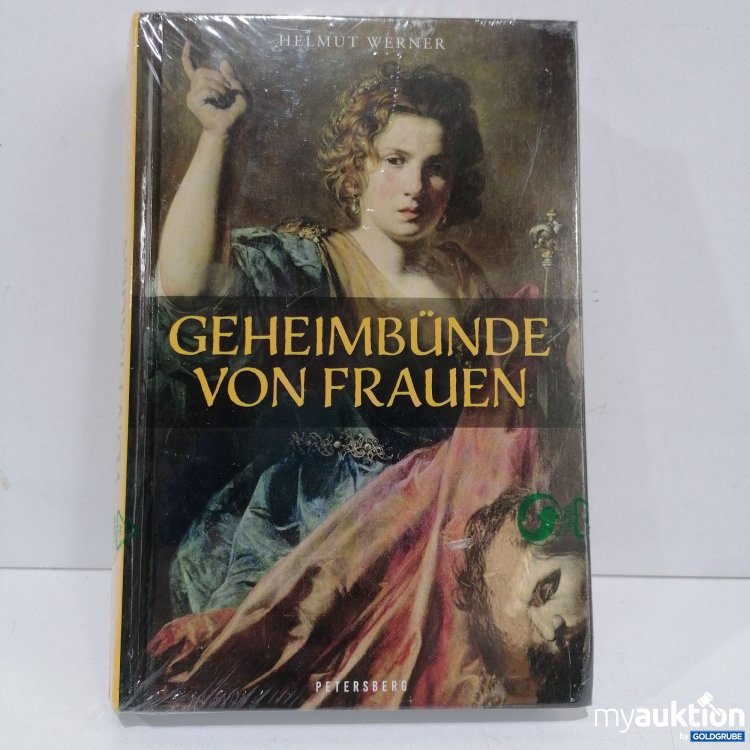 HELMUT WERNER
GEHEIMBÜNDE
VON FRAUEN
PETERSBERG
myauktion
by GOLDGRUBE